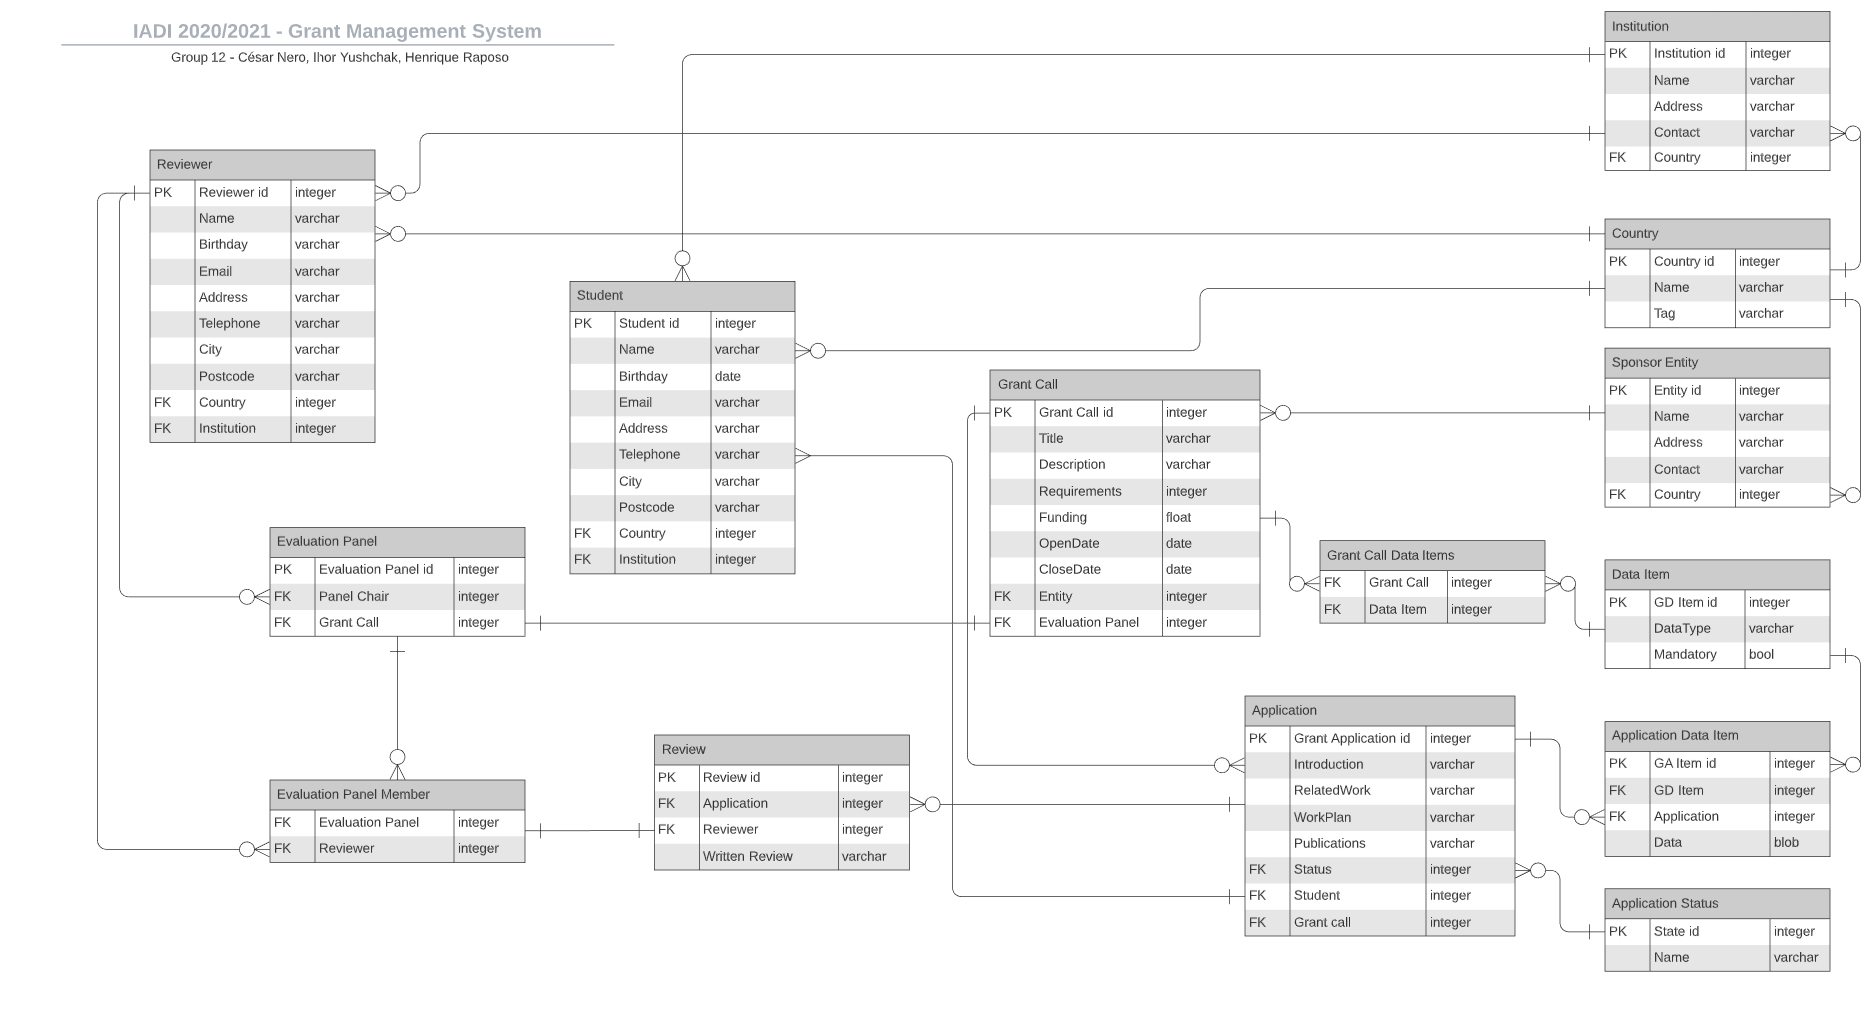 IADI 2020/2021 - Grant Management System
Group 12 - César Nero, Ihor Yushchak, Henrique Raposo
Institution
PK Institution id integer
Name varchar
Address varchar
Contact varchar
FK Country integer
Reviewer
PK Reviewer id integer
Name varchar
Birthday varchar
Email varchar
Address varchar
Telephone varchar
City varchar
Postcode varchar
FK Country integer
FK Institution integer
Country
PK Country id integer
Name varchar
Tag varchar
Student
PK Student id integer
Name varchar
Birthday date
Email varchar
Address varchar
Telephone varchar
City varchar
Postcode varchar
FK Country integer
FK Institution integer
Grant Call
PK Grant Call id integer
Title varchar
Description varchar
Requirements integer
Funding float
OpenDate date
CloseDate date
FK Entity integer
FK Evaluation Panel integer
Sponsor Entity
PK Entity id integer
Name varchar
Address varchar
Contact varchar
FK Country integer
Evaluation Panel
PK Evaluation Panel id integer
FK Panel Chair integer
FK Grant Call integer
Grant Call Data Items
FK Grant Call integer
FK Data Item integer
Data Item
PK GD Item id integer
DataType varchar
Mandatory bool
Evaluation Panel Member
FK Evaluation Panel integer
FK Reviewer integer
Review
PK Review id integer
FK Application integer
FK Reviewer integer
Written Review varchar
Application
PK Grant Application id integer
Introduction varchar
RelatedWork varchar
WorkPlan varchar
Publications varchar
FK Status integer
FK Student integer
FK Grant call integer
Application Data Item
PK GA Item id integer
FK GD Item integer
FK Application integer
Data blob
Application Status
PK State id integer
Name varchar